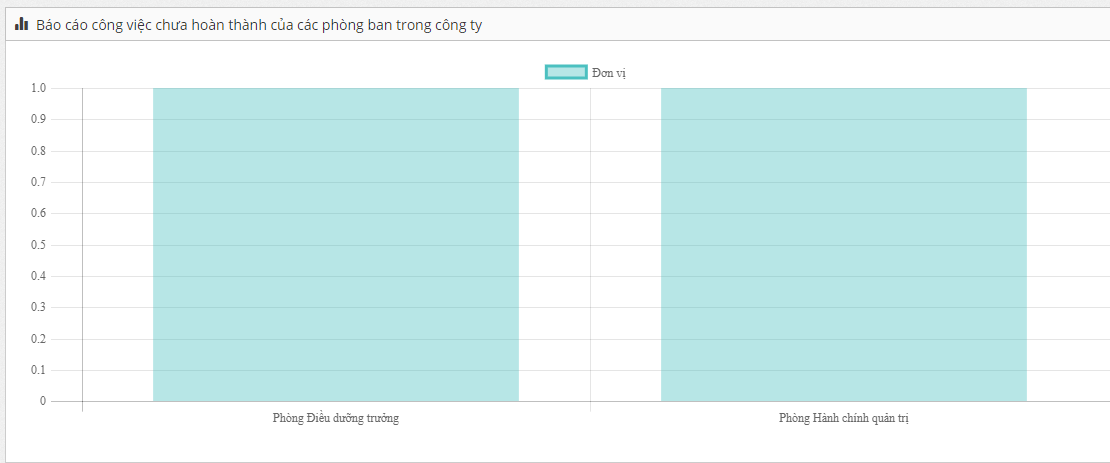 Báo cáo công việc chưa hoàn thành của các phòng ban trong công ty
Đơn vị
1.0
0.9
0.8
0.7
0.6
0.5
0.4
0.3
0.2
0.1
0
Phòng Điều dưỡng trưởng
Phòng Hành chính quản trị